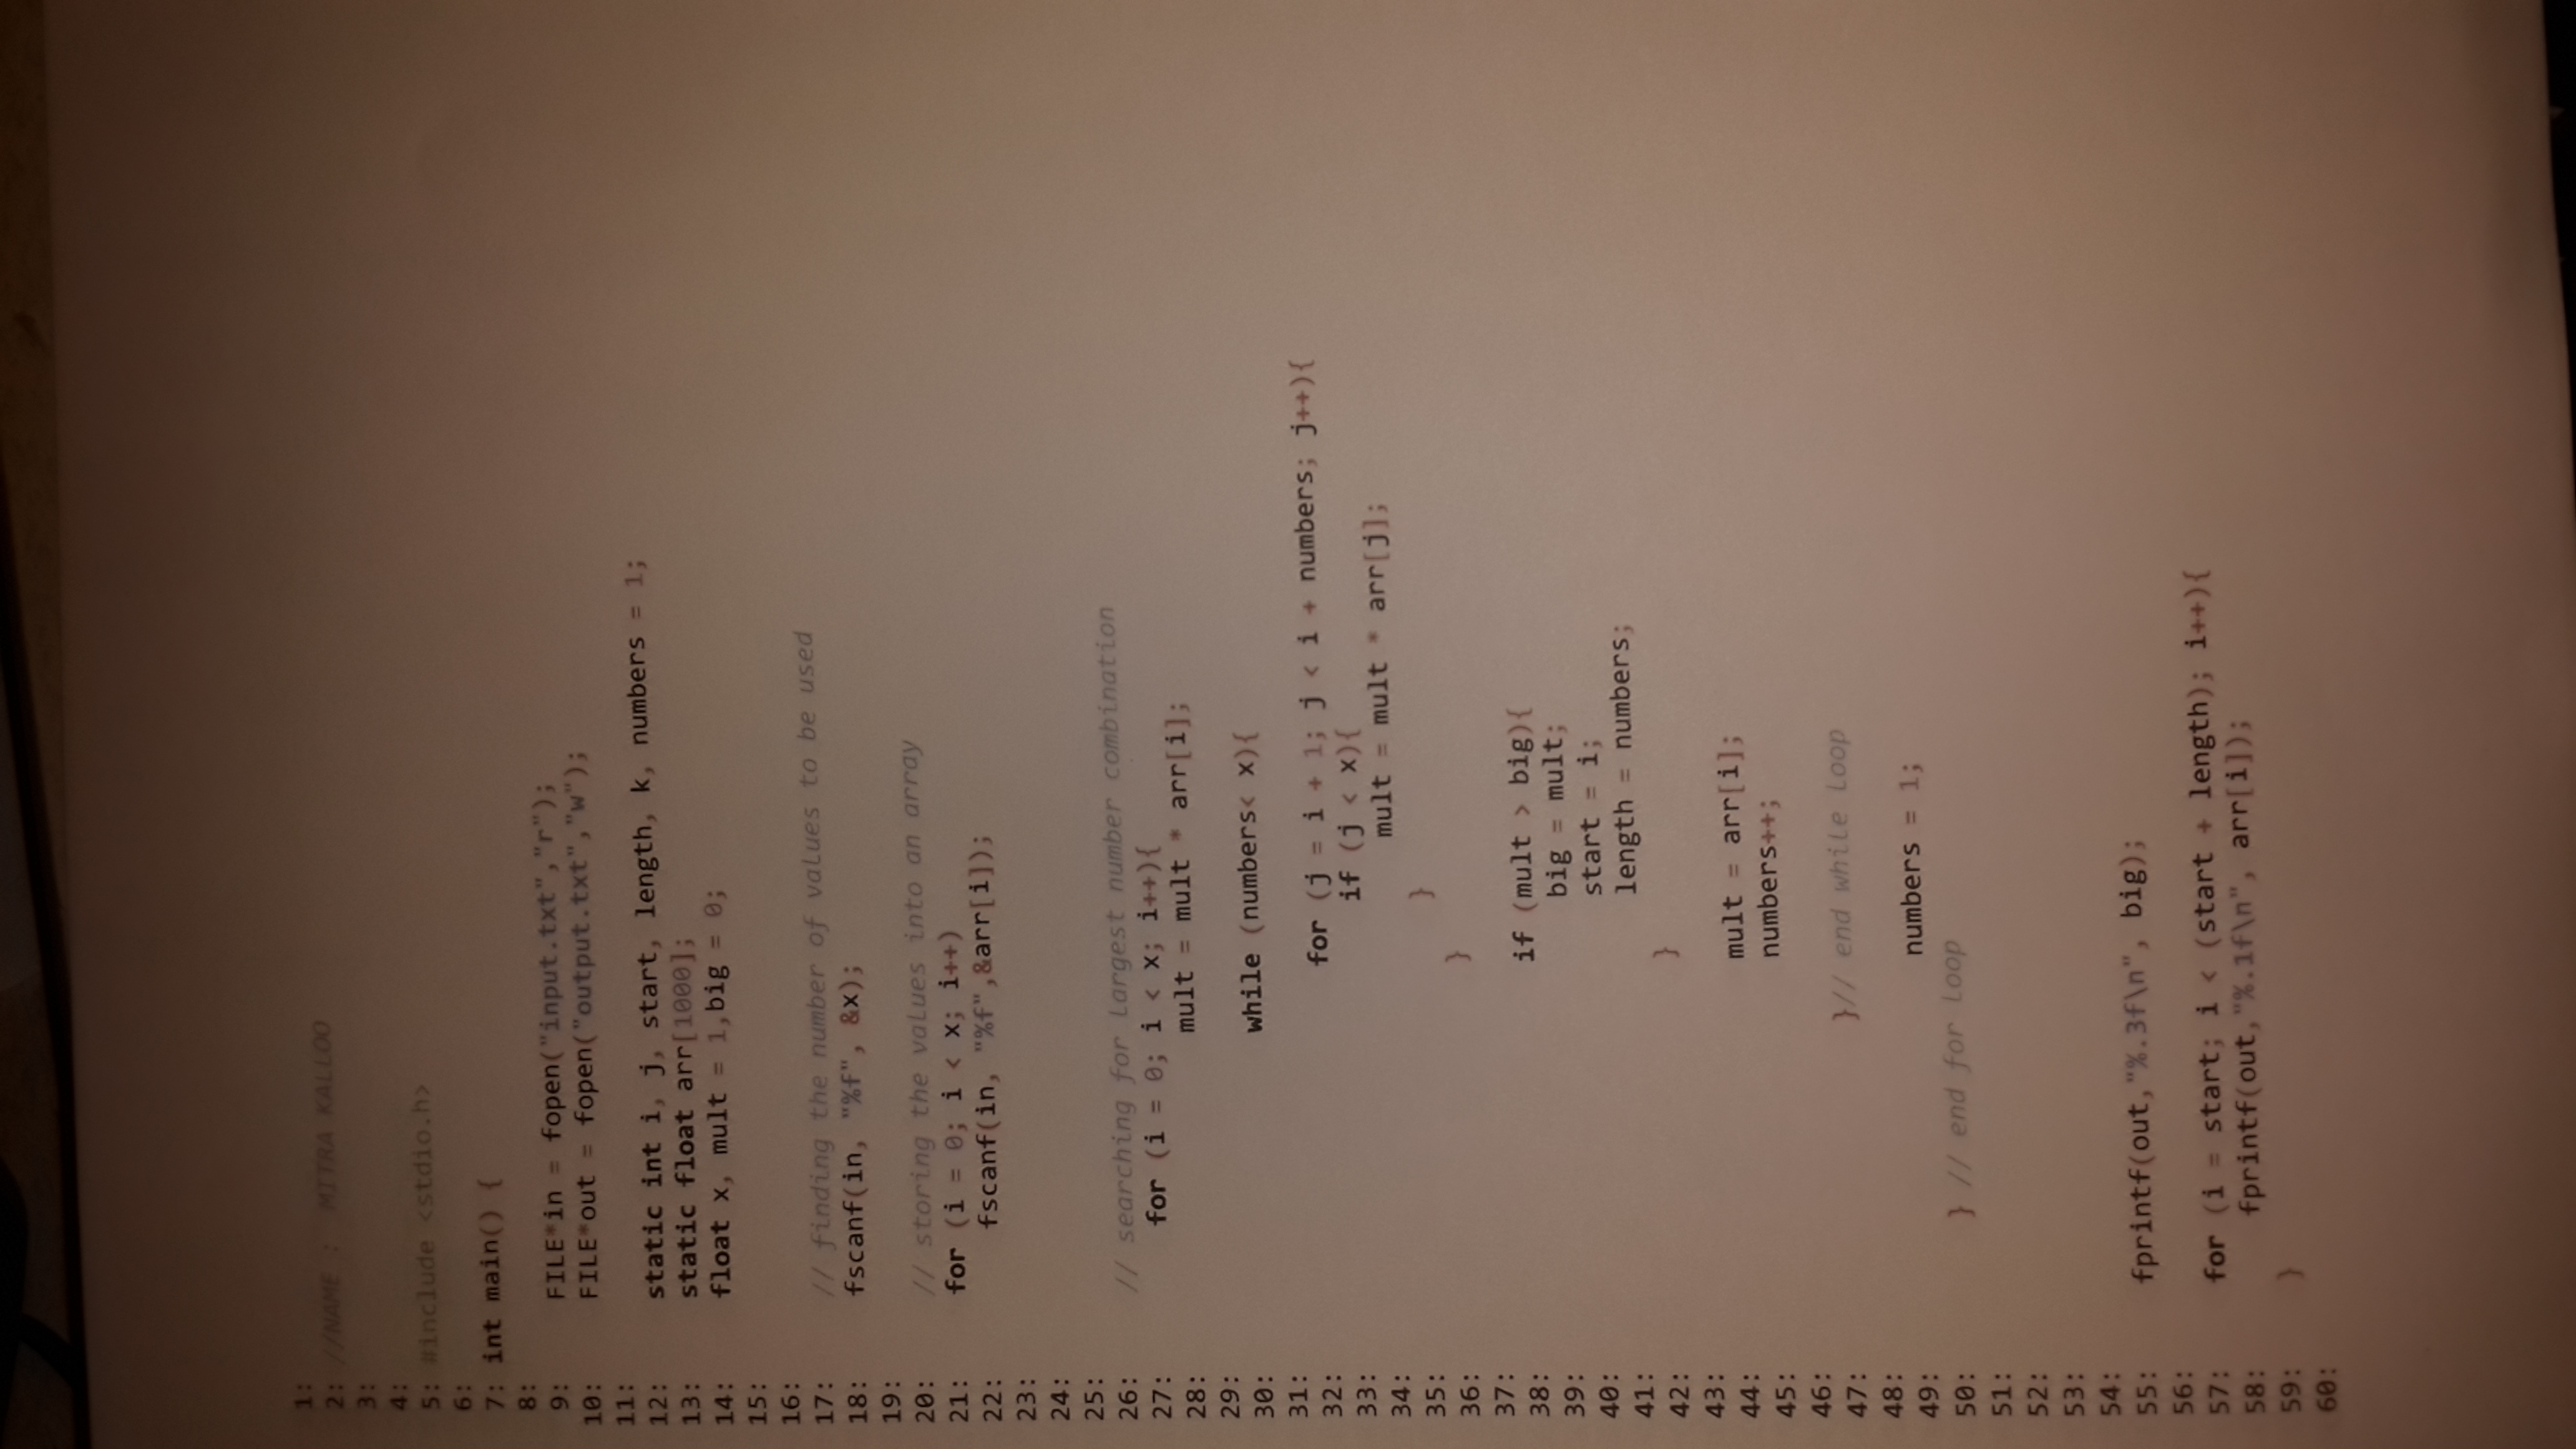 1:
2: //NAME :  MITRA KALLOO
3:
4:
5: #include <stdio.h>
6:
7: int main() {
8:
9:     FILE*in = fopen("input.txt","r");
10:     FILE*out = fopen("output.txt","w");
11:
12:     static int i, j, start, length, k, numbers = 1;
13:     static float arr[1000];
14:     float x, mult = 1,big = 0;
15:
16:
17:     // finding the number of values to be used
18:     fscanf(in, "%f", &x);
19:
20:     // storing the values into an array
21:     for (i = 0; i < x; i++)
22:         fscanf(in, "%f",&arr[i]);
23:
24:
25:
26:     // searching for largest number combination
27:         for (i = 0; i < x; i++){
28:                     mult = mult * arr[i];
29:
30:                     while (numbers< x){
31:
32:                         for (j = i + 1; j < i + numbers; j++){
33:                             if (j < x){
34:                                 mult = mult * arr[j];
35:                             }
36:                         }
37:
38:                         if (mult > big){
39:                             big = mult;
40:                             start = i;
41:                             length = numbers;
42:                         }
43:
44:                         mult = arr[i];
45:                         numbers++;
46:
47:                     }// end while loop
48:
49:                         numbers = 1;
50:         } // end for loop
51:
52:
53:
54:
55:     fprintf(out,"%.3f\n", big);
56:
57:     for (i = start; i < (start + length); i++){
58:         fprintf(out,"%.1f\n", arr[i]);
59:     }
60: